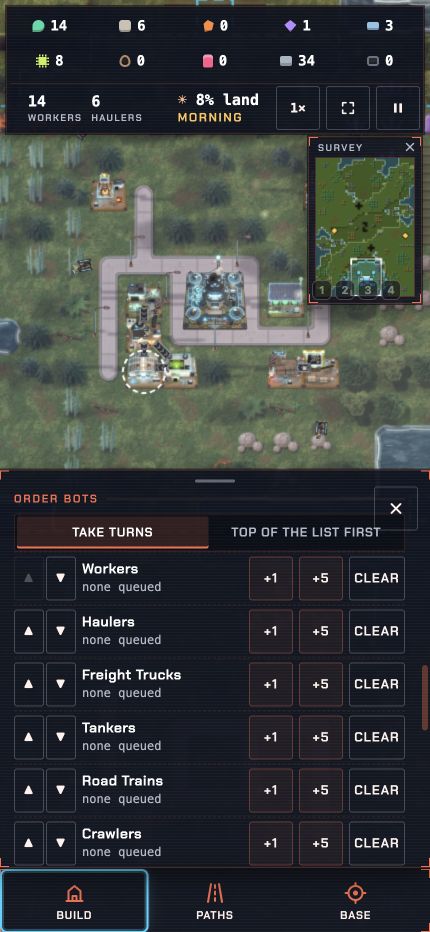 14 6 0 1 3
8 0 0 34 0
14 6 ☀ 8% land 1×
WORKERS HAULERS MORNING
SURVEY ×
1 2 3 4
ORDER BOTS
×
TAKE TURNS TOP OF THE LIST FIRST
▲ ▼ Workers +1 +5 CLEAR
none queued
▲ ▼ Haulers +1 +5 CLEAR
none queued
▲ ▼ Freight Trucks +1 +5 CLEAR
none queued
▲ ▼ Tankers +1 +5 CLEAR
none queued
▲ ▼ Road Trains +1 +5 CLEAR
none queued
▲ ▼ Crawlers +1 +5 CLEAR
none queued
BUILD PATHS BASE